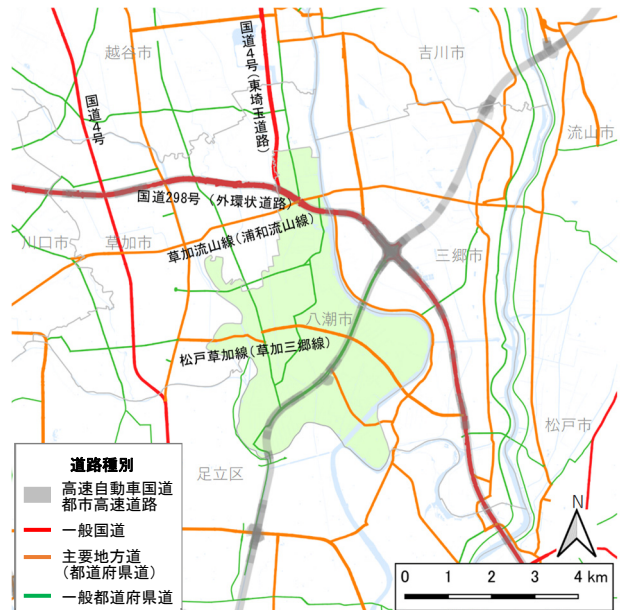 越谷市
吉川市
国道4号(東埼玉道路)
国道4号
流山市
国道298号 (外環状道路)
川口市
草加市
草加流山線(浦和流山線)
三郷市
八潮市
松戸草加線(草加三郷線)
松戸市
足立区
道路種別
高速自動車国道
都市高速道路
一般国道
主要地方道
(都道府県道)
一般都道府県道
N
0 1 2 3 4 km